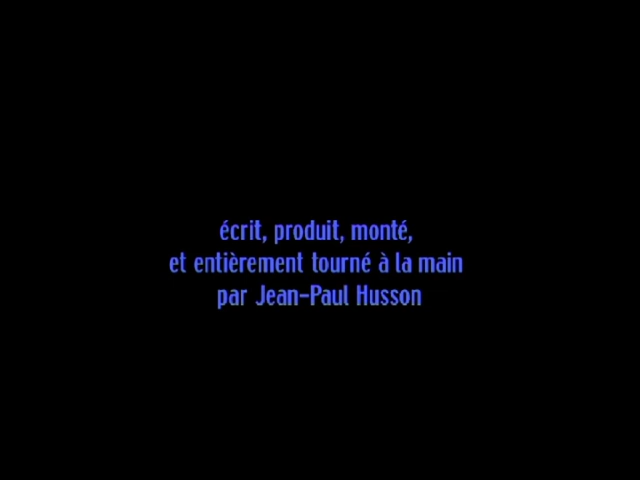 écrit, produit, monté,
et entièrement tourné à la main
par Jean-Paul Husson